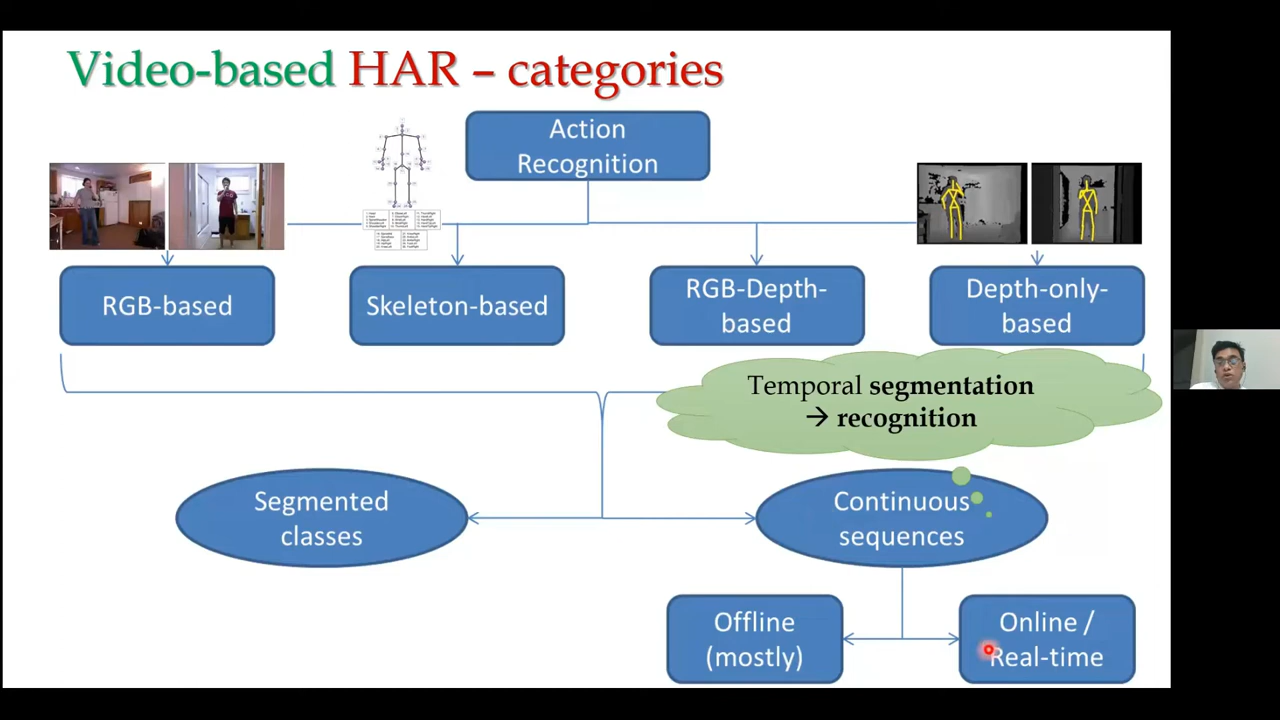 Video-based HAR – categories
Action
Recognition
RGB-based
Skeleton-based
RGB-Depth-
based
Depth-only-
based
Temporal segmentation
→ recognition
Segmented
classes
Continuous
sequences
Offline
(mostly)
Online /
Real-time